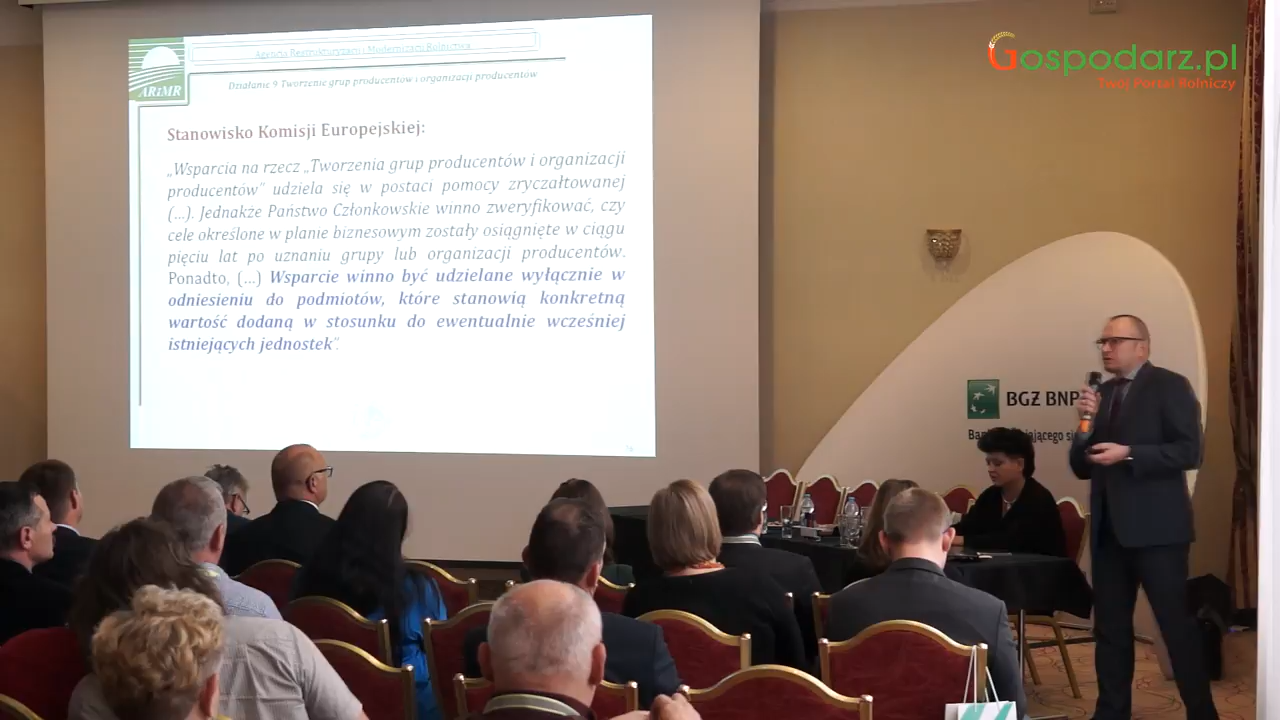 Agencja Restrukturyzacji i Modernizacji Rolnictwa
ARiMR
Działanie 9 Tworzenie grup producentów i organizacji producentów
Stanowisko Komisji Europejskiej:
„Wsparcia na rzecz „Tworzenia grup producentów i organizacji
producentów” udziela się w postaci pomocy zryczałtowanej
(...). Jednakże Państwo Członkowskie winno zweryfikować, czy
cele określone w planie biznesowym zostały osiągnięte w ciągu
pięciu lat po uznaniu grupy lub organizacji producentów.
Ponadto, (...) Wsparcie winno być udzielane wyłącznie w
odniesieniu do podmiotów, które stanowią konkretną
wartość dodaną w stosunku do ewentualnie wcześniej
istniejących jednostek”.
Gospodarz.pl
Twój Portal Rolniczy
BGŻ BNP